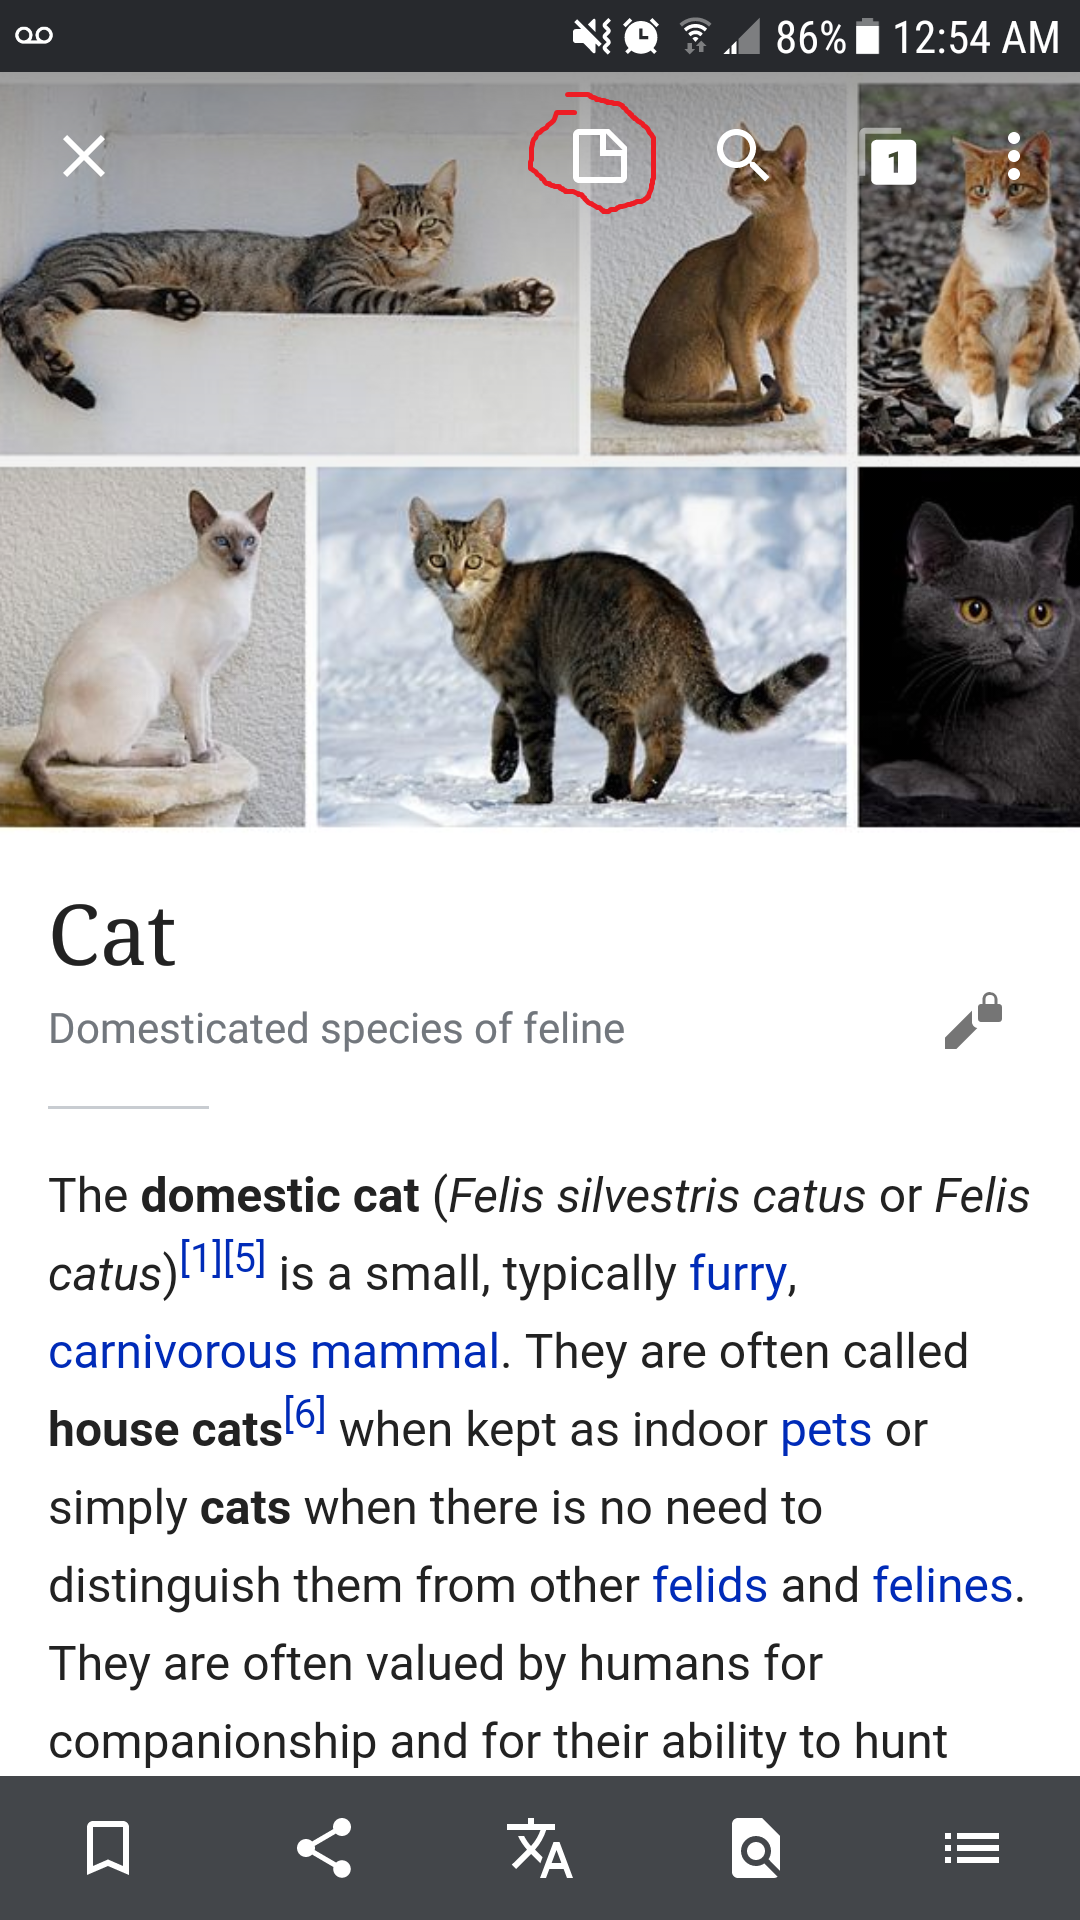 86% 12:54 AM
1
Cat
Domesticated species of feline
The domestic cat (Felis silvestris catus or Felis
catus)[1][5] is a small, typically furry,
carnivorous mammal. They are often called
house cats[6] when kept as indoor pets or
simply cats when there is no need to
distinguish them from other felids and felines.
They are often valued by humans for
companionship and for their ability to hunt